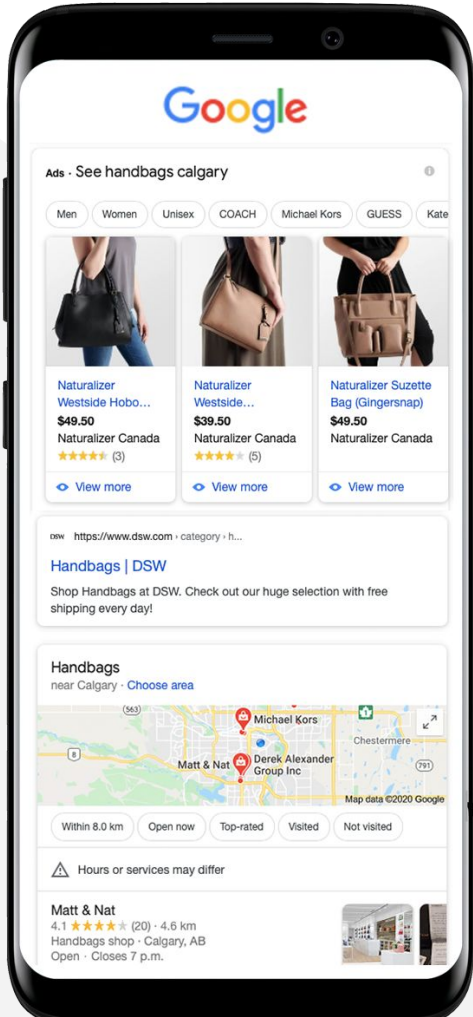 Google
Ads · See handbags calgary
Men
Women
Unisex
COACH
Michael Kors
GUESS
Kate
Naturalizer
Westside Hobo...
$49.50
Naturalizer Canada
(3)
View more
Naturalizer
Westside...
$39.50
Naturalizer Canada
(5)
View more
Naturalizer Suzette
Bag (Gingersnap)
$49.50
Naturalizer Canada
View more
DSW https://www.dsw.com › category › h...
Handbags | DSW
Shop Handbags at DSW. Check out our huge selection with free
shipping every day!
Handbags
near Calgary · Choose area
563
1
Michael Kors
Chestermere
8
Matt & Nat
Derek Alexander
Group Inc
791
Map data ©2020 Google
Within 8.0 km
Open now
Top-rated
Visited
Not visited
Hours or services may differ
Matt & Nat
4.1 ★★★★★ (20) · 4.6 km
Handbags shop · Calgary, AB
Open · Closes 7 p.m.